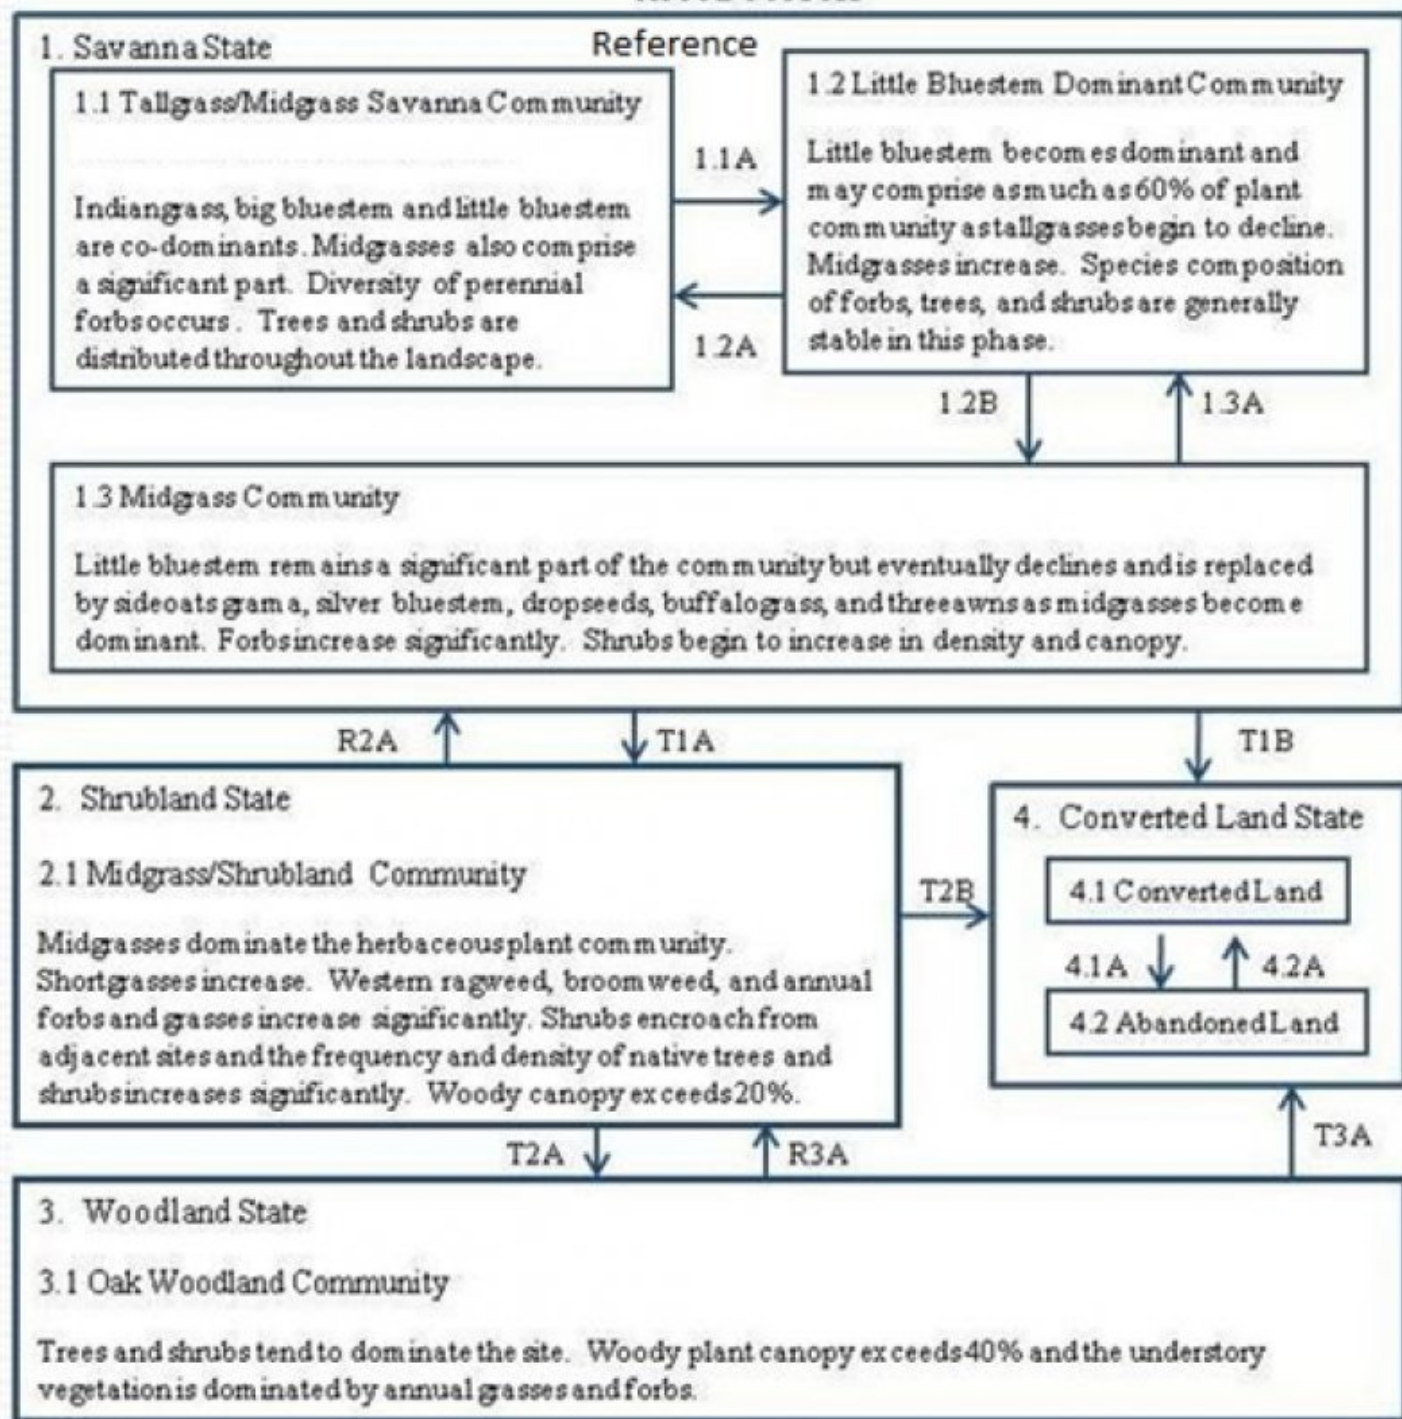 1. Savanna State
Reference
1.1 Tallgrass/Midgrass Savanna Community
Indiangrass, big bluestem and little bluestem
are co-dominants. Midgrasses also comprise
a significant part. Diversity of perennial
forbs occurs. Trees and shrubs are
distributed throughout the landscape.
1.1A
1.2A
1.2 Little Bluestem Dominant Community
Little bluestem becomes dominant and
may comprise as much as 60% of plant
community as tallgrasses begin to decline.
Midgrasses increase. Species composition
of forbs, trees, and shrubs are generally
stable in this phase.
1.2B
1.3A
1.3 Midgrass Community
Little bluestem remains a significant part of the community but eventually declines and is replaced
by sideoats grama, silver bluestem, dropseeds, buffalograss, and threeawns as midgrasses become
dominant. Forbs increase significantly. Shrubs begin to increase in density and canopy.
R2A
T1A
T1B
2. Shrubland State
2.1 Midgrass/Shrubland Community
Midgrasses dominate the herbaceous plant community.
Shortgrasses increase. Western ragweed, broomweed, and annual
forbs and grasses increase significantly. Shrubs encroach from
adjacent sites and the frequency and density of native trees and
shrubs increases significantly. Woody canopy exceeds 20%.
T2B
4. Converted Land State
4.1 Converted Land
4.1A
4.2A
4.2 Abandoned Land
T2A
R3A
T3A
3. Woodland State
3.1 Oak Woodland Community
Trees and shrubs tend to dominate the site. Woody plant canopy exceeds 40% and the understory
vegetation is dominated by annual grasses and forbs.